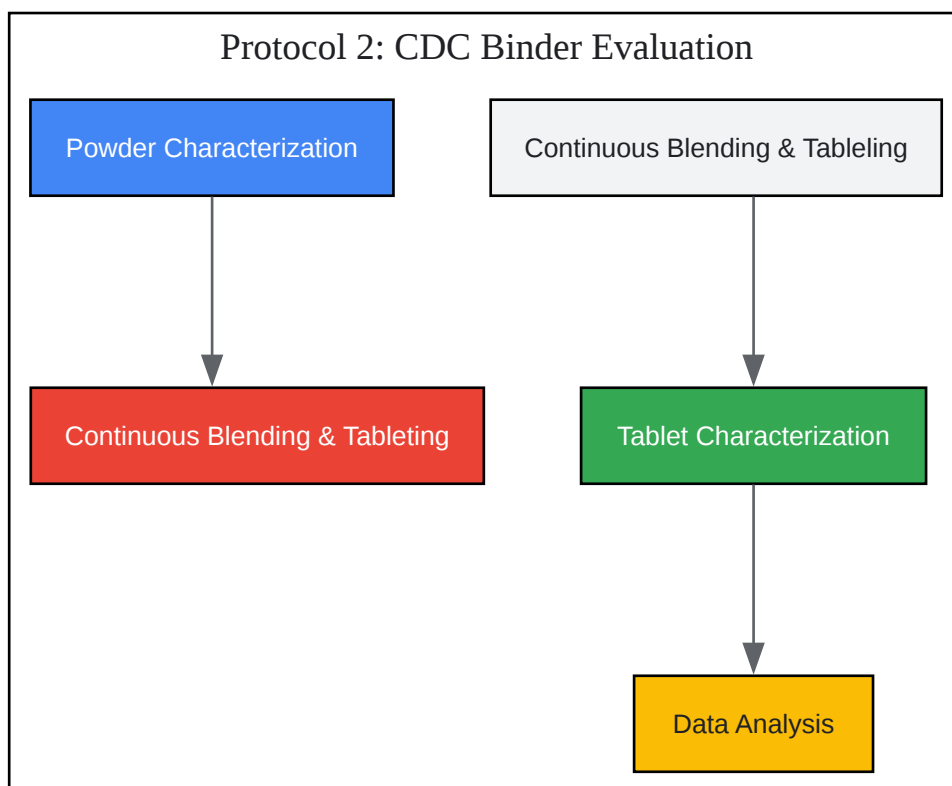 Protocol 2: CDC Binder Evaluation
Powder Characterization
Continuous Blending & Tableling
Continuous Blending & Tableting
Tablet Characterization
Data Analysis